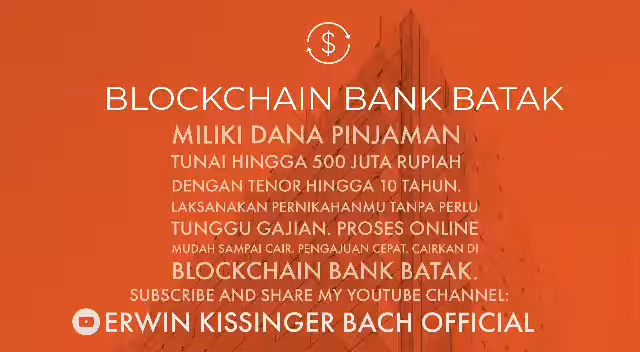 $
BLOCKCHAIN BANK BATAK
MILIKI DANA PINJAMAN
TUNAI HINGGA 500 JUTA RUPIAH
DENGAN TENOR HINGGA 10 TAHUN.
LAKSANAKAN PERNIKAHANMU TANPA PERLU
TUNGGU GAJIAN. PROSES ONLINE
MUDAH SAMPAI CAIR. PENGAJUAN CEPAT. CAIRKAN DI
BLOCKCHAIN BANK BATAK.
SUBSCRIBE AND SHARE MY YOUTUBE CHANNEL:
ERWIN KISSINGER BACH OFFICIAL